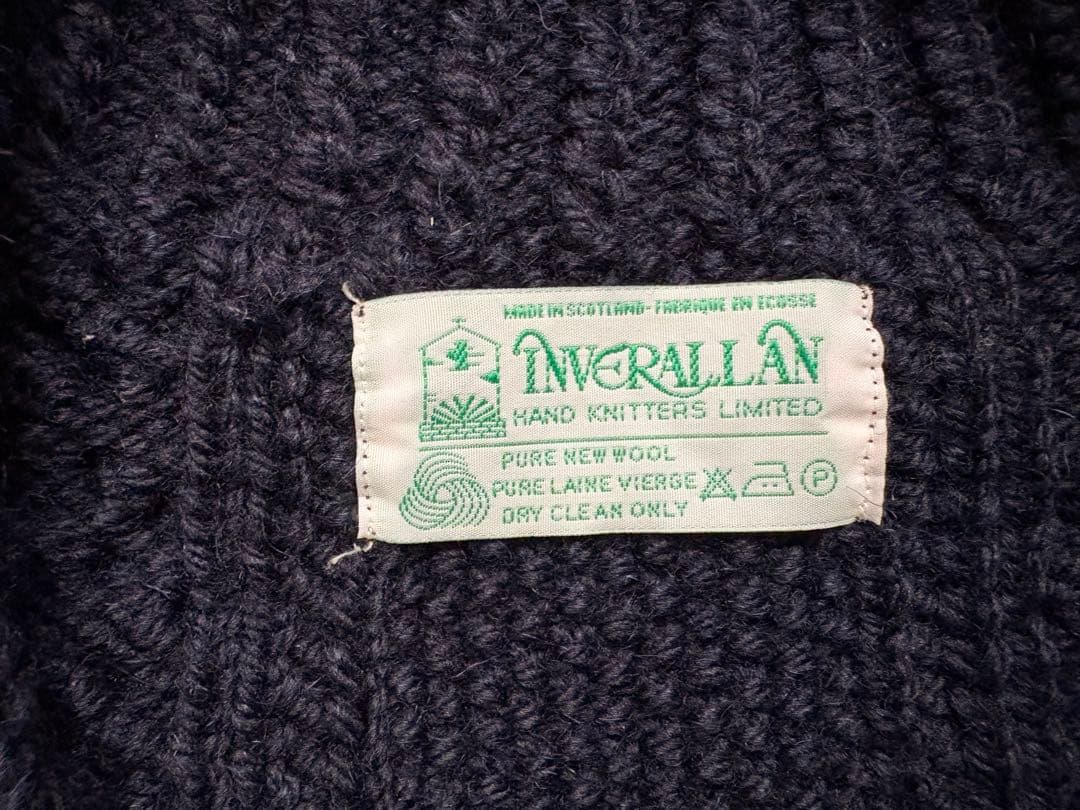 MADE IN SCOTLAND - FABRIQUE EN ECOSSE
INVERALLAN
HAND KNITTERS LIMITED
PURE NEW WOOL
PURE LAINE VIERGE
DRY CLEAN ONLY
P